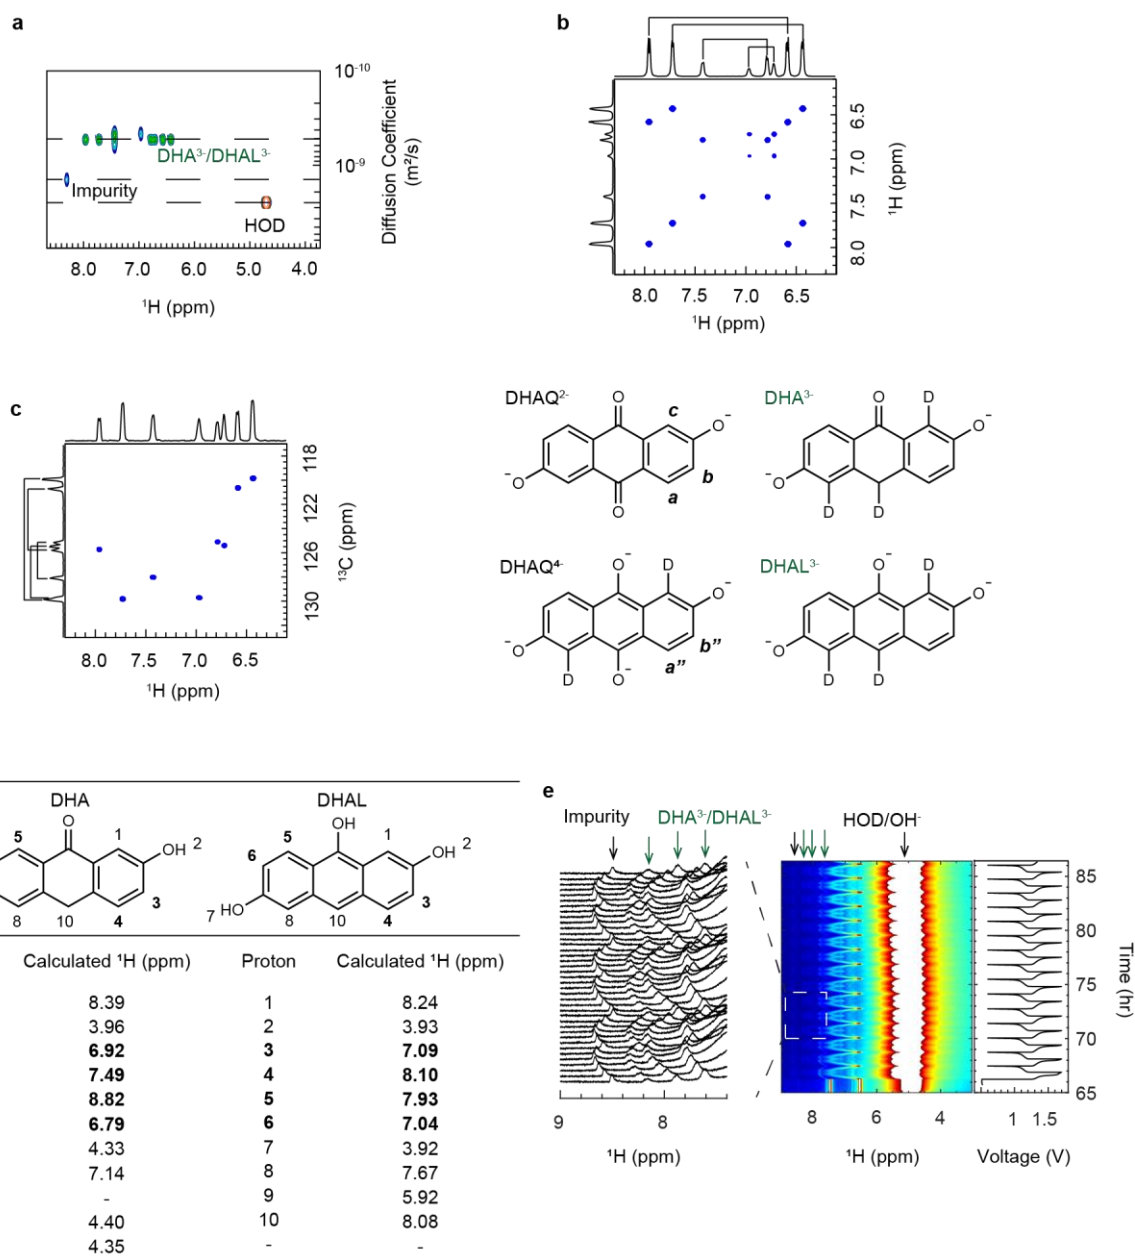 a
10⁻¹⁰
DHA³⁻/DHAL³⁻
10⁻⁹
Impurity
HOD
Diffusion Coefficient
(m²/s)
8.0 7.0 6.0 5.0 4.0
¹H (ppm)
b
6.5
7.0
7.5
8.0
¹H (ppm)
8.0 7.5 7.0 6.5
¹H (ppm)
c
118
122
126
130
¹³C (ppm)
8.0 7.5 7.0 6.5
¹H (ppm)
DHAQ²⁻
O
c
O⁻
⁻O
b
a
O
DHA³⁻
O
D
O⁻
⁻O
D
D
DHAQ⁴⁻
O⁻
D
O⁻
⁻O
b”
a”
D
O⁻
DHAL³⁻
O⁻
D
O⁻
⁻O
D
D
DHA
DHAL
O
OH
5 1 OH 2
5 1 OH 2
6
3
3
8 10 4
7 HO 8 10 4
Calculated ¹H (ppm) Proton Calculated ¹H (ppm)
8.39 1 8.24
3.96 2 3.93
6.92 3 7.09
7.49 4 8.10
8.82 5 7.93
6.79 6 7.04
4.33 7 3.92
7.14 8 7.67
- 9 5.92
4.40 10 8.08
4.35 - -
e
Impurity DHA³⁻/DHAL³⁻ HOD/OH⁻
85
80
75
70
65
Time (hr)
9 8
¹H (ppm)
8 6 4
¹H (ppm)
1 1.5
Voltage (V)